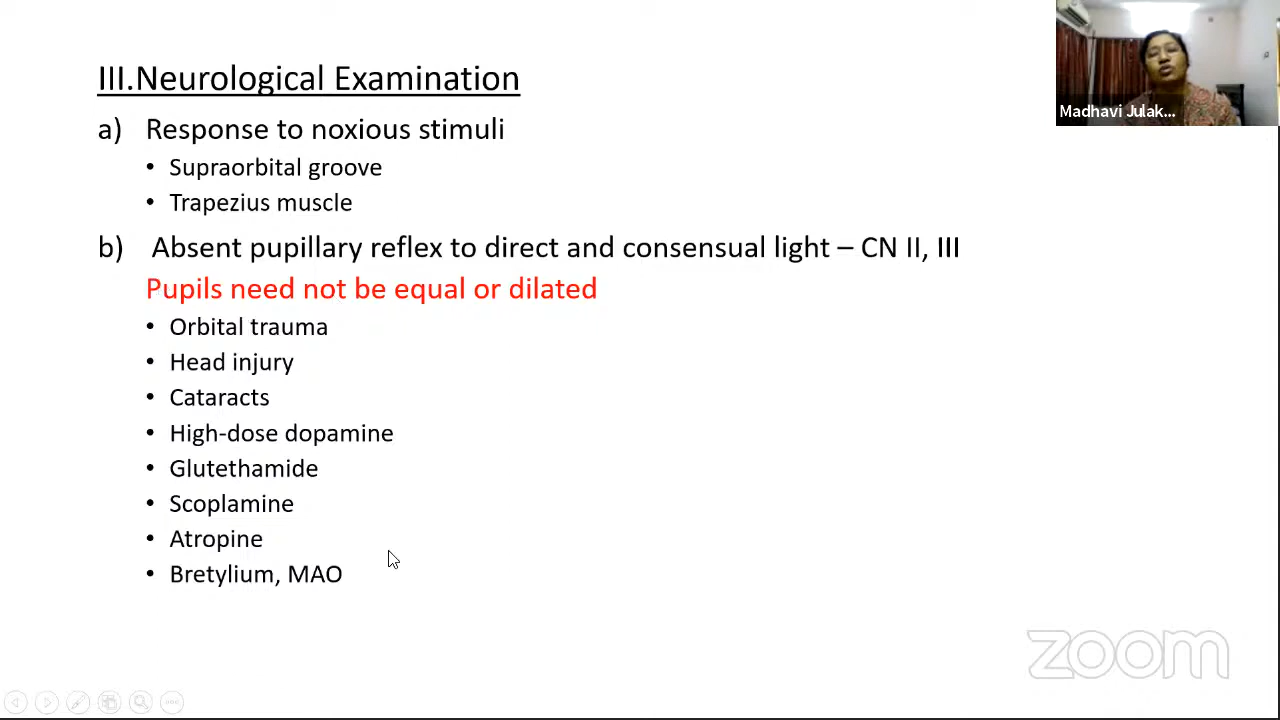 III.Neurological Examination
a) Response to noxious stimuli
• Supraorbital groove
• Trapezius muscle
b) Absent pupillary reflex to direct and consensual light – CN II, III
Pupils need not be equal or dilated
• Orbital trauma
• Head injury
• Cataracts
• High-dose dopamine
• Glutethamide
• Scoplamine
• Atropine
• Bretylium, MAO
Madhavi Julak...
zoom